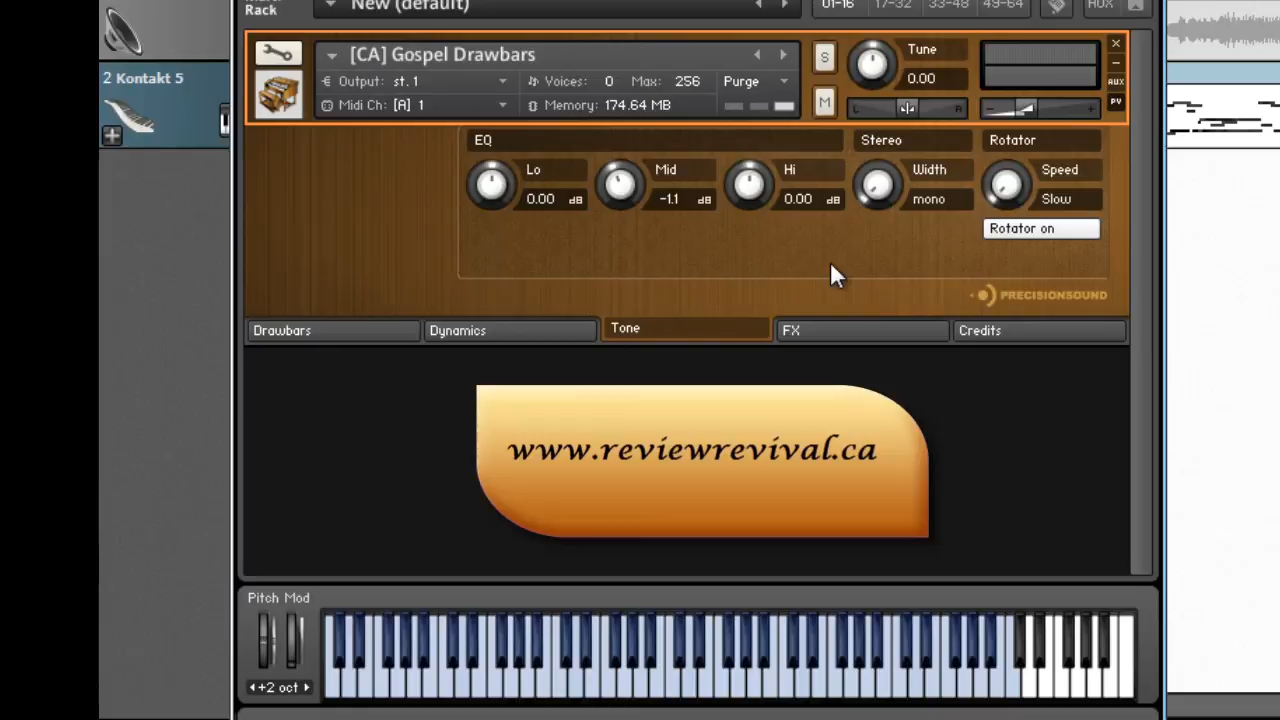 Rack
New (default)
01-16 17-32 33-48 49-64 AUX
2 Kontakt 5
[CA] Gospel Drawbars
Output: st.1
Voices: 0 Max: 256
Purge
Midi Ch: [A] 1
Memory: 174.64 MB
S
M
Tune
0.00
L R
- +
×
-
AUX
PV
EQ
Stereo
Rotator
Lo
0.00 dB
Mid
-1.1 dB
Hi
0.00 dB
Width
mono
Speed
Slow
Rotator on
PRECISIONSOUND
Drawbars
Dynamics
Tone
FX
Credits
www.reviewrevival.ca
Pitch Mod
+2 oct